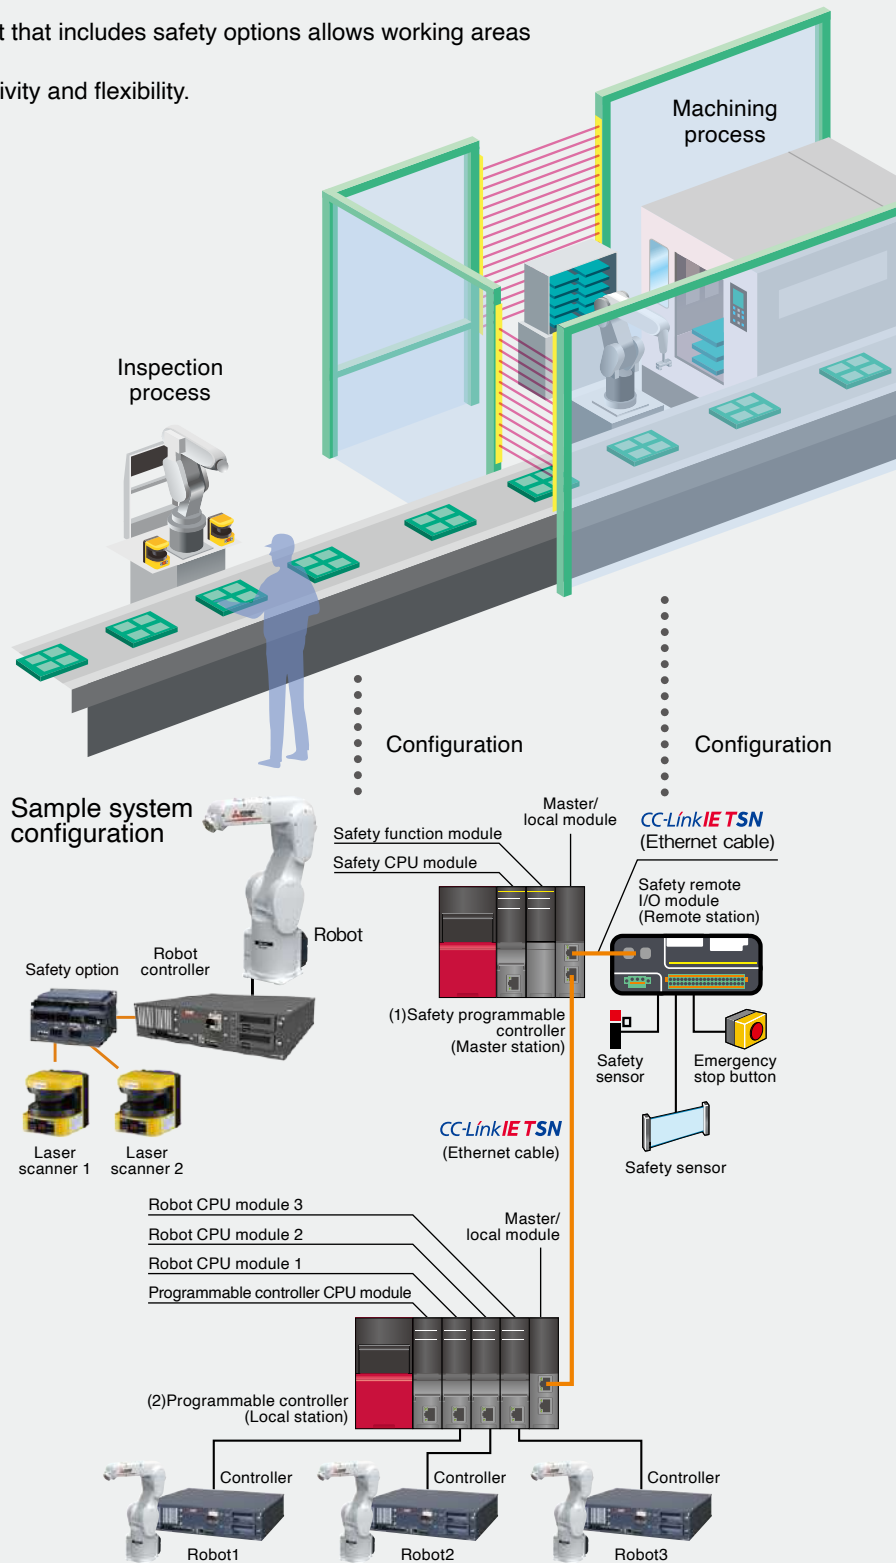 t that includes safety options allows working areas
ivity and flexibility.
Machining
process
Inspection
process
Configuration
Configuration
Sample system
configuration
Robot
Robot
controller
Safety option
Laser
scanner 1
Laser
scanner 2
Safety function module
Safety CPU module
Master/
local module
CC-Link IE TSN
(Ethernet cable)
Safety remote
I/O module
(Remote station)
(1)Safety programmable
controller
(Master station)
Safety
sensor
Emergency
stop button
Safety sensor
CC-Link IE TSN
(Ethernet cable)
Robot CPU module 3
Robot CPU module 2
Robot CPU module 1
Programmable controller CPU module
Master/
local module
(2)Programmable controller
(Local station)
Controller
Controller
Controller
Robot1
Robot2
Robot3